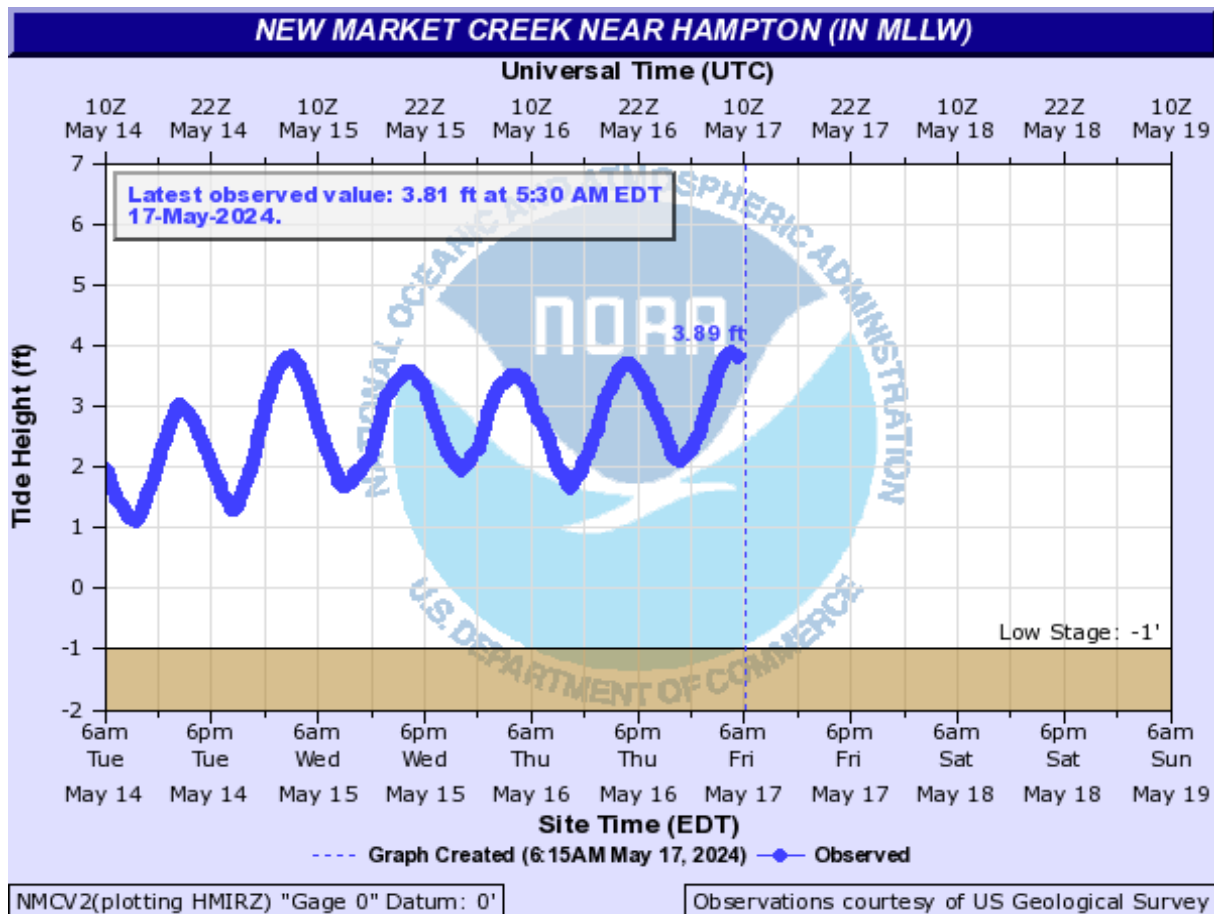 NEW MARKET CREEK NEAR HAMPTON (IN MLLW)
Universal Time (UTC)
10Z 22Z 10Z 22Z 10Z 22Z 10Z 22Z 10Z 22Z 10Z
May 14 May 14 May 15 May 15 May 16 May 16 May 17 May 17 May 18 May 18 May 19
7
Latest observed value: 3.81 ft at 5:30 AM EDT
17-May-2024.
6
5
4
3
2
1
0
-1
-2
Tide Height (ft)
NATIONAL OCEANIC AND ATMOSPHERIC ADMINISTRATION
NOAA
U.S. DEPARTMENT OF COMMERCE
3.89 ft
Low Stage: -1'
6am 6pm 6am 6pm 6am 6pm 6am 6pm 6am 6pm 6am
Tue Tue Wed Wed Thu Thu Fri Fri Sat Sat Sun
May 14 May 14 May 15 May 15 May 16 May 16 May 17 May 17 May 18 May 18 May 19
Site Time (EDT)
Graph Created (6:15AM May 17, 2024) Observed
NMCV2(plotting HMIRZ) "Gage 0" Datum: 0'
Observations courtesy of US Geological Survey